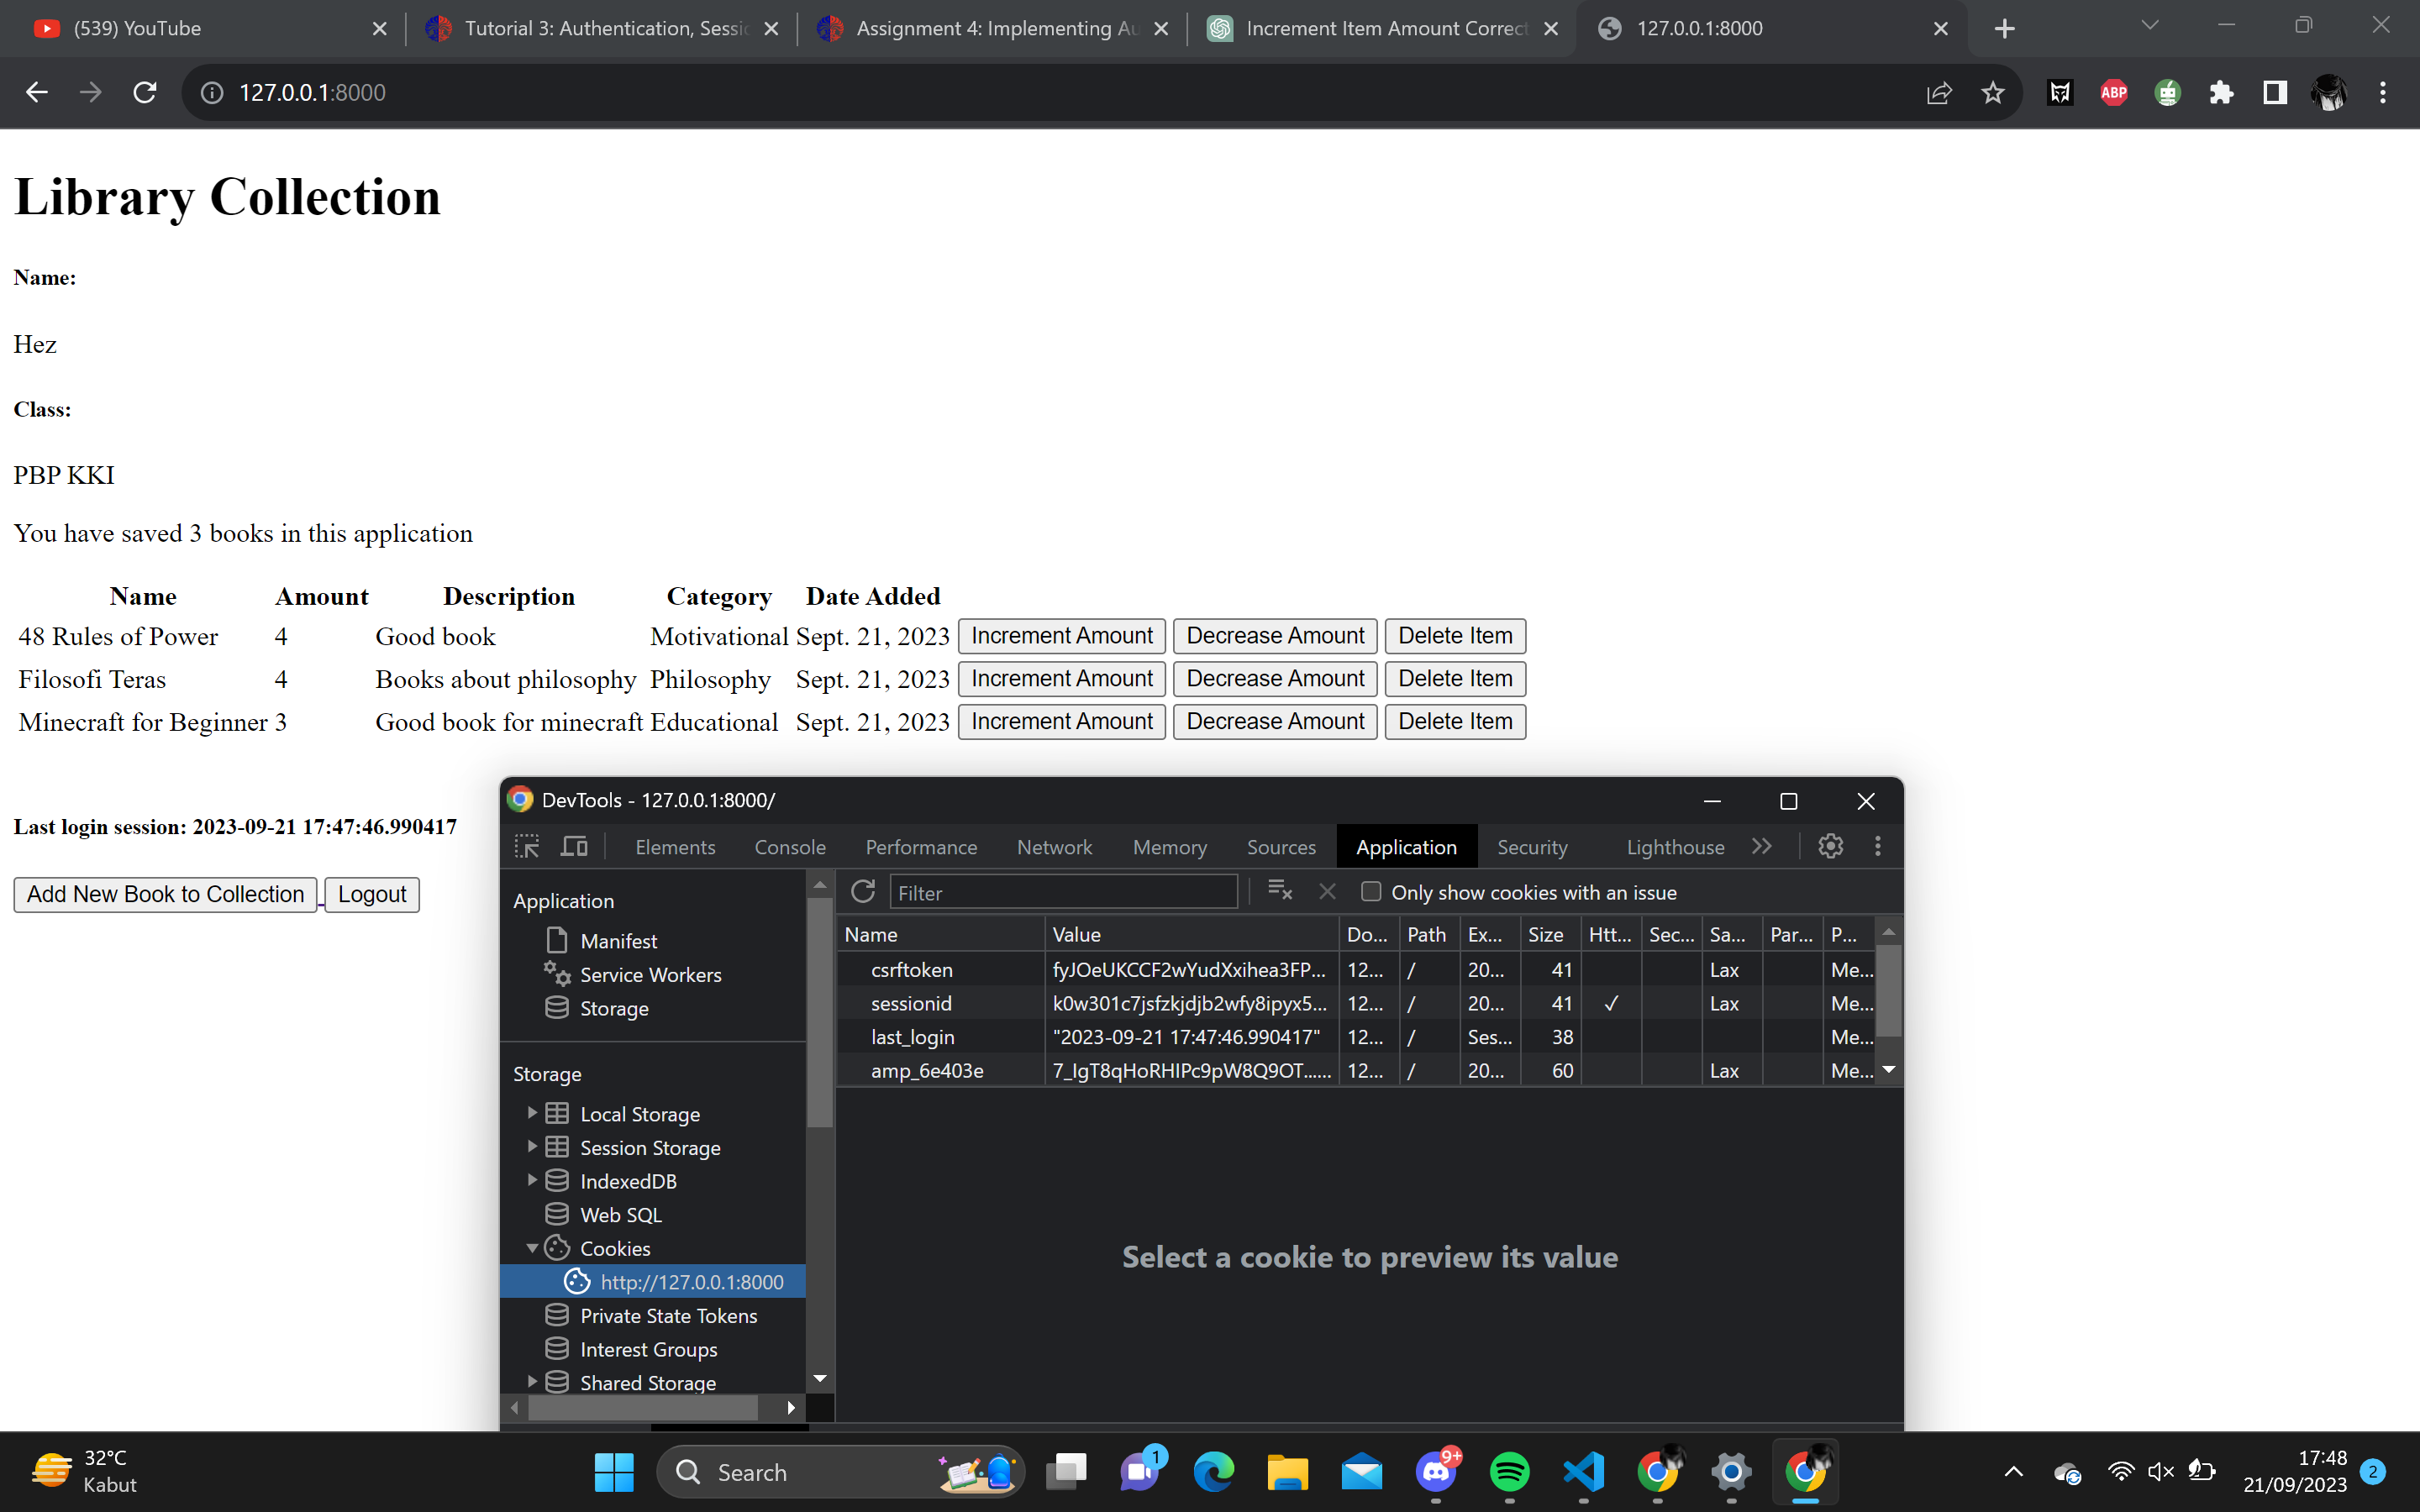 (539) YouTube
Tutorial 3: Authentication, Sessio
Assignment 4: Implementing Au
Increment Item Amount Correct
127.0.0.1:8000
127.0.0.1:8000
ABP
Library Collection
Name:
Hez
Class:
PBP KKI
You have saved 3 books in this application
Name Amount Description Category Date Added
48 Rules of Power 4 Good book Motivational Sept. 21, 2023 Increment Amount Decrease Amount Delete Item
Filosofi Teras 4 Books about philosophy Philosophy Sept. 21, 2023 Increment Amount Decrease Amount Delete Item
Minecraft for Beginner 3 Good book for minecraft Educational Sept. 21, 2023 Increment Amount Decrease Amount Delete Item
Last login session: 2023-09-21 17:47:46.990417
Add New Book to Collection Logout
DevTools - 127.0.0.1:8000/
Elements Console Performance Network Memory Sources Application Security Lighthouse
Application
Manifest
Service Workers
Storage
Storage
Local Storage
Session Storage
IndexedDB
Web SQL
Cookies
http://127.0.0.1:8000
Private State Tokens
Interest Groups
Shared Storage
Filter Only show cookies with an issue
Name Value Do... Path Ex... Size Htt... Sec... Sa... Par... P...
csrftoken fyJOeUKCCF2wYudXxihea3FP... 12... / 20... 41 Lax Me...
sessionid k0w301c7jsfzkjdjb2wfy8ipyx5... 12... / 20... 41 ✓ Lax Me...
last_login "2023-09-21 17:47:46.990417" 12... / Ses... 38 Me...
amp_6e403e 7_IgT8qHoRHIPc9pW8Q9OT...... 12... / 20... 60 Lax Me...
Select a cookie to preview its value
32°C
Kabut
Search
1
9+
17:48
21/09/2023
2